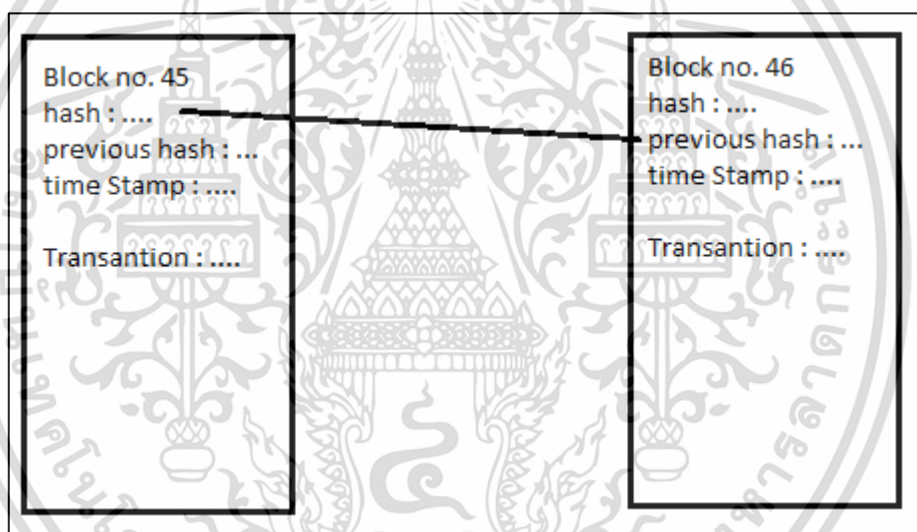 Block no. 45
hash : ....
previous hash : ...
time Stamp : ....
Transantion : ....
Block no. 46
hash : ....
previous hash : ...
time Stamp : ....
Transantion : ....